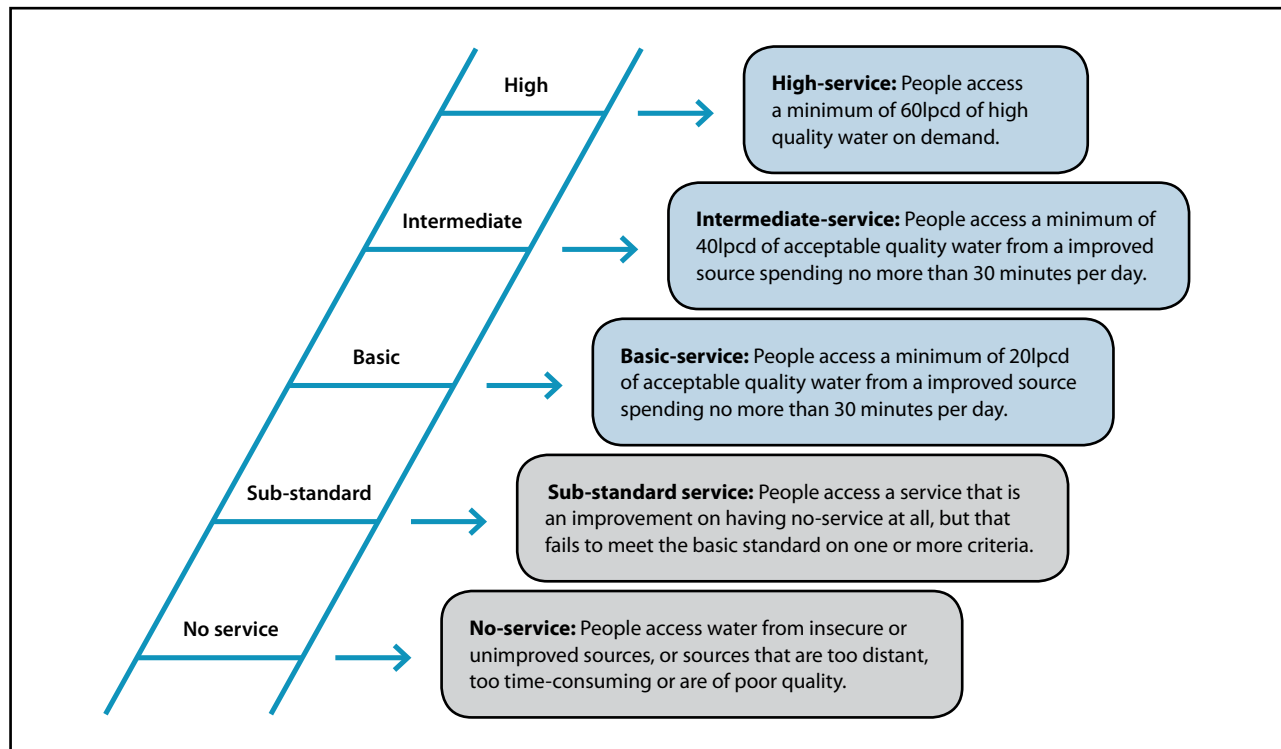 High
High-service: People access
a minimum of 60lpcd of high
quality water on demand.
Intermediate
Intermediate-service: People access a minimum of
40lpcd of acceptable quality water from a improved
source spending no more than 30 minutes per day.
Basic
Basic-service: People access a minimum of 20lpcd
of acceptable quality water from a improved source
spending no more than 30 minutes per day.
Sub-standard
Sub-standard service: People access a service that is
an improvement on having no-service at all, but that
fails to meet the basic standard on one or more criteria.
No service
No-service: People access water from insecure or
unimproved sources, or sources that are too distant,
too time-consuming or are of poor quality.